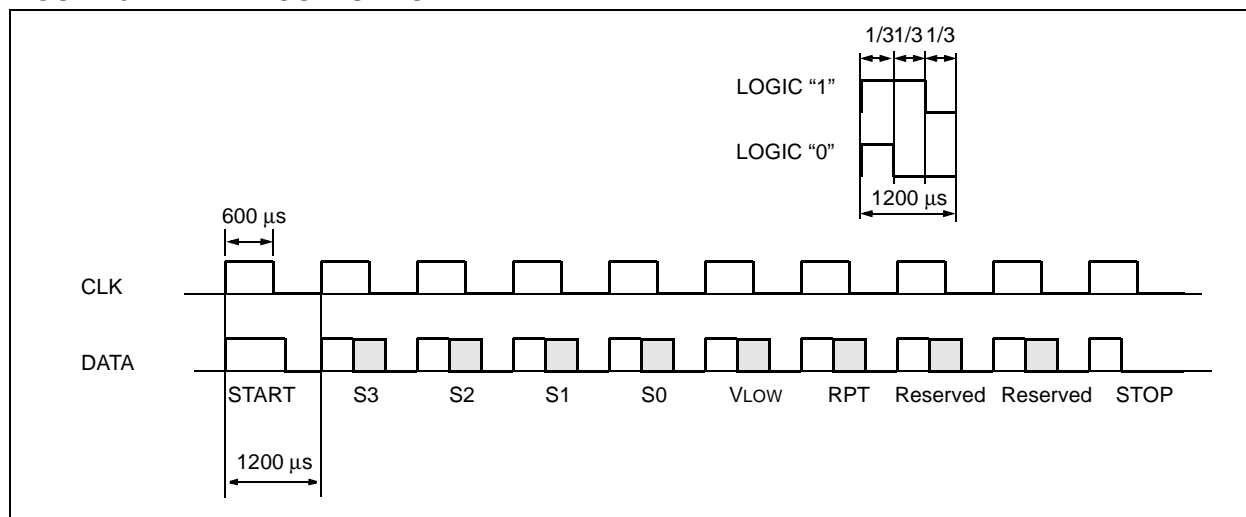 1/3 1/3 1/3
LOGIC “1”
LOGIC “0”
1200 μs
600 μs
CLK
DATA
START S3 S2 S1 S0 VLOW RPT Reserved Reserved STOP
1200 μs